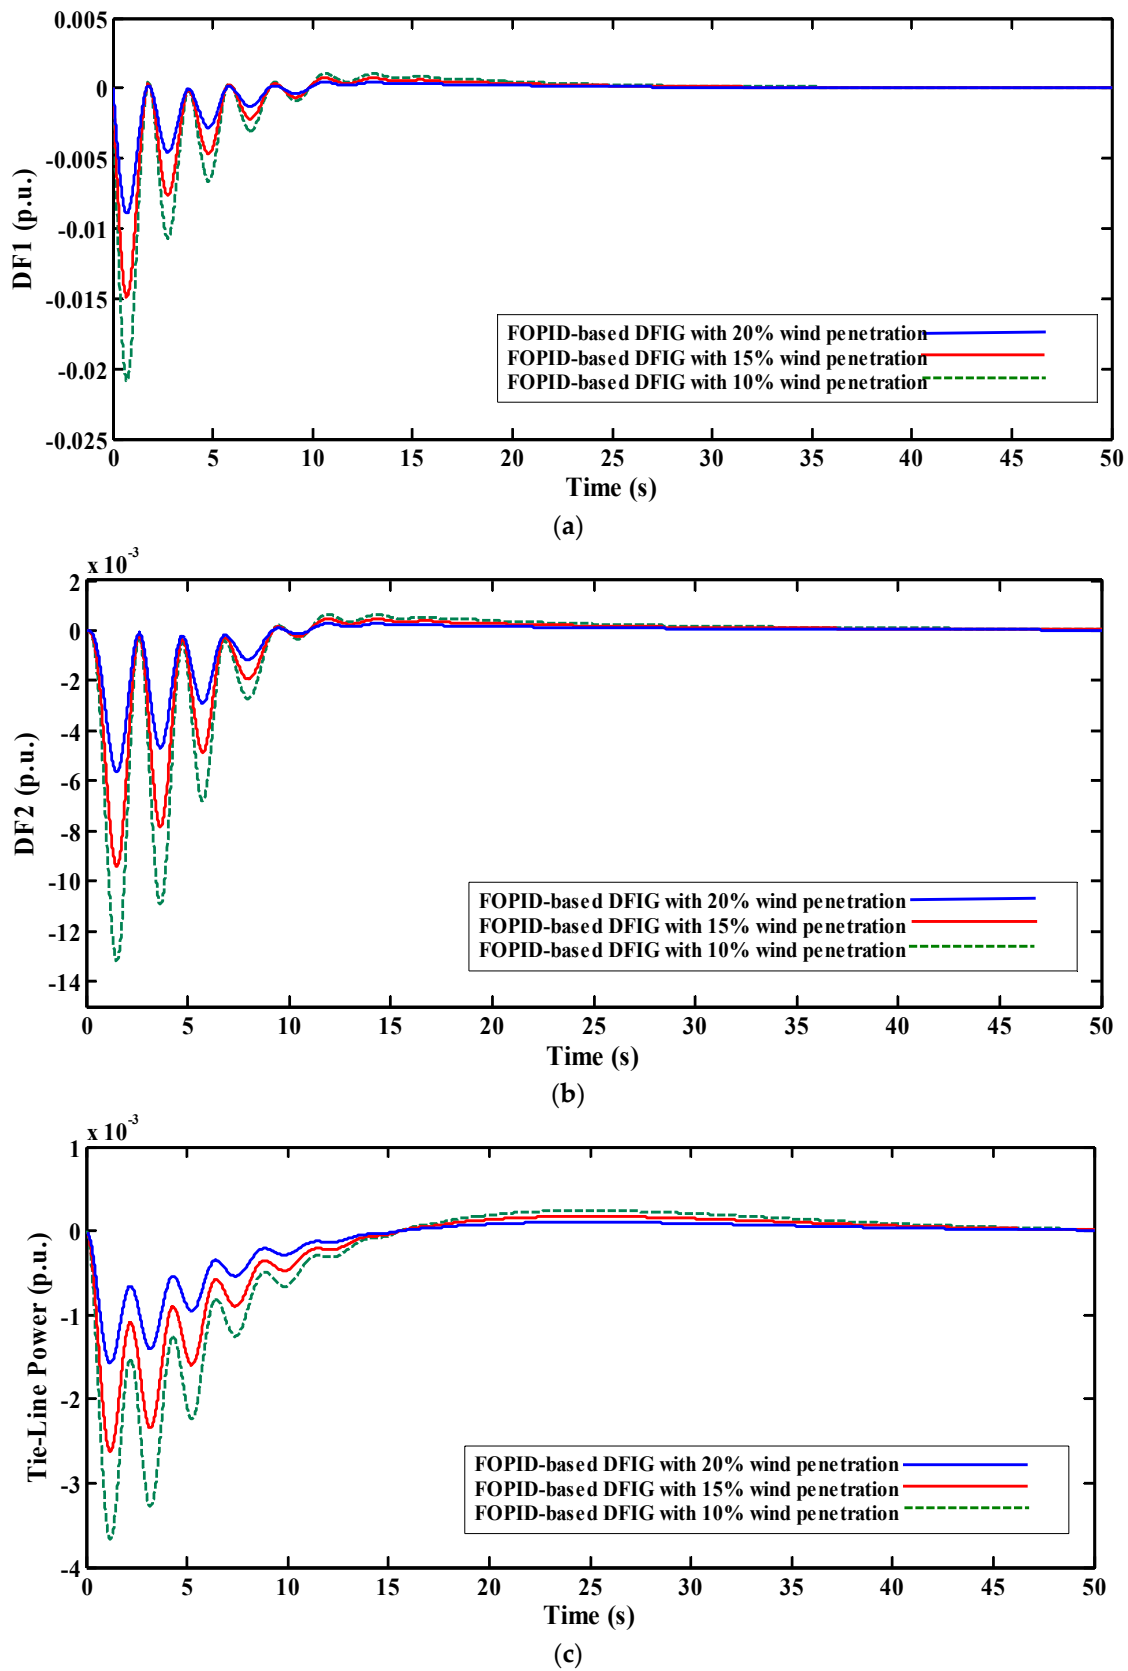 0.005
0
-0.005
-0.01
-0.015
-0.02
-0.025
DF1 (p.u.)
FOPID-based DFIG with 20% wind penetration
FOPID-based DFIG with 15% wind penetration
FOPID-based DFIG with 10% wind penetration
0 5 10 15 20 25 30 35 40 45 50
Time (s)
(a)
x 10-3
2
0
-2
-4
-6
-8
-10
-12
-14
DF2 (p.u.)
FOPID-based DFIG with 20% wind penetration
FOPID-based DFIG with 15% wind penetration
FOPID-based DFIG with 10% wind penetration
0 5 10 15 20 25 30 35 40 45 50
Time (s)
(b)
x 10-3
1
0
-1
-2
-3
-4
Tie-Line Power (p.u.)
FOPID-based DFIG with 20% wind penetration
FOPID-based DFIG with 15% wind penetration
FOPID-based DFIG with 10% wind penetration
0 5 10 15 20 25 30 35 40 45 50
Time (s)
(c)